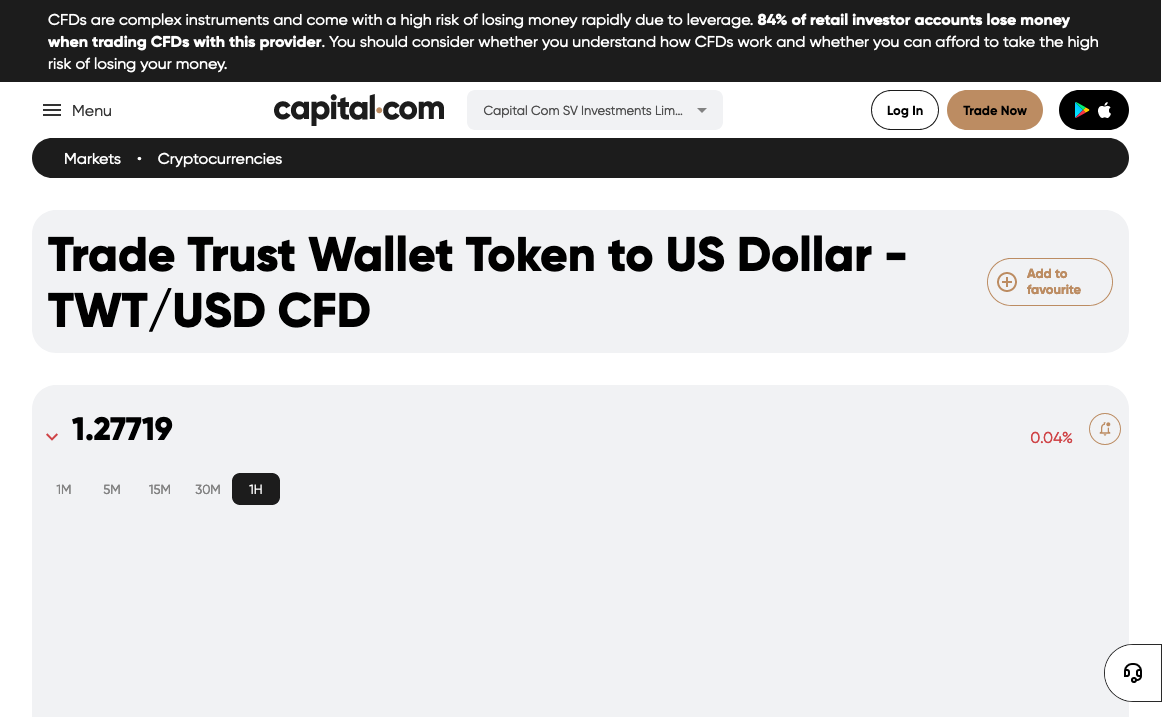 CFDs are complex instruments and come with a high risk of losing money rapidly due to leverage. 84% of retail investor accounts lose money
when trading CFDs with this provider. You should consider whether you understand how CFDs work and whether you can afford to take the high
risk of losing your money.
Menu
capital.com
Capital Com SV Investments Lim...
Log In
Trade Now
Markets • Cryptocurrencies
Trade Trust Wallet Token to US Dollar -
TWT/USD CFD
Add to
favourite
1.27719
0.04%
1M 5M 15M 30M 1H